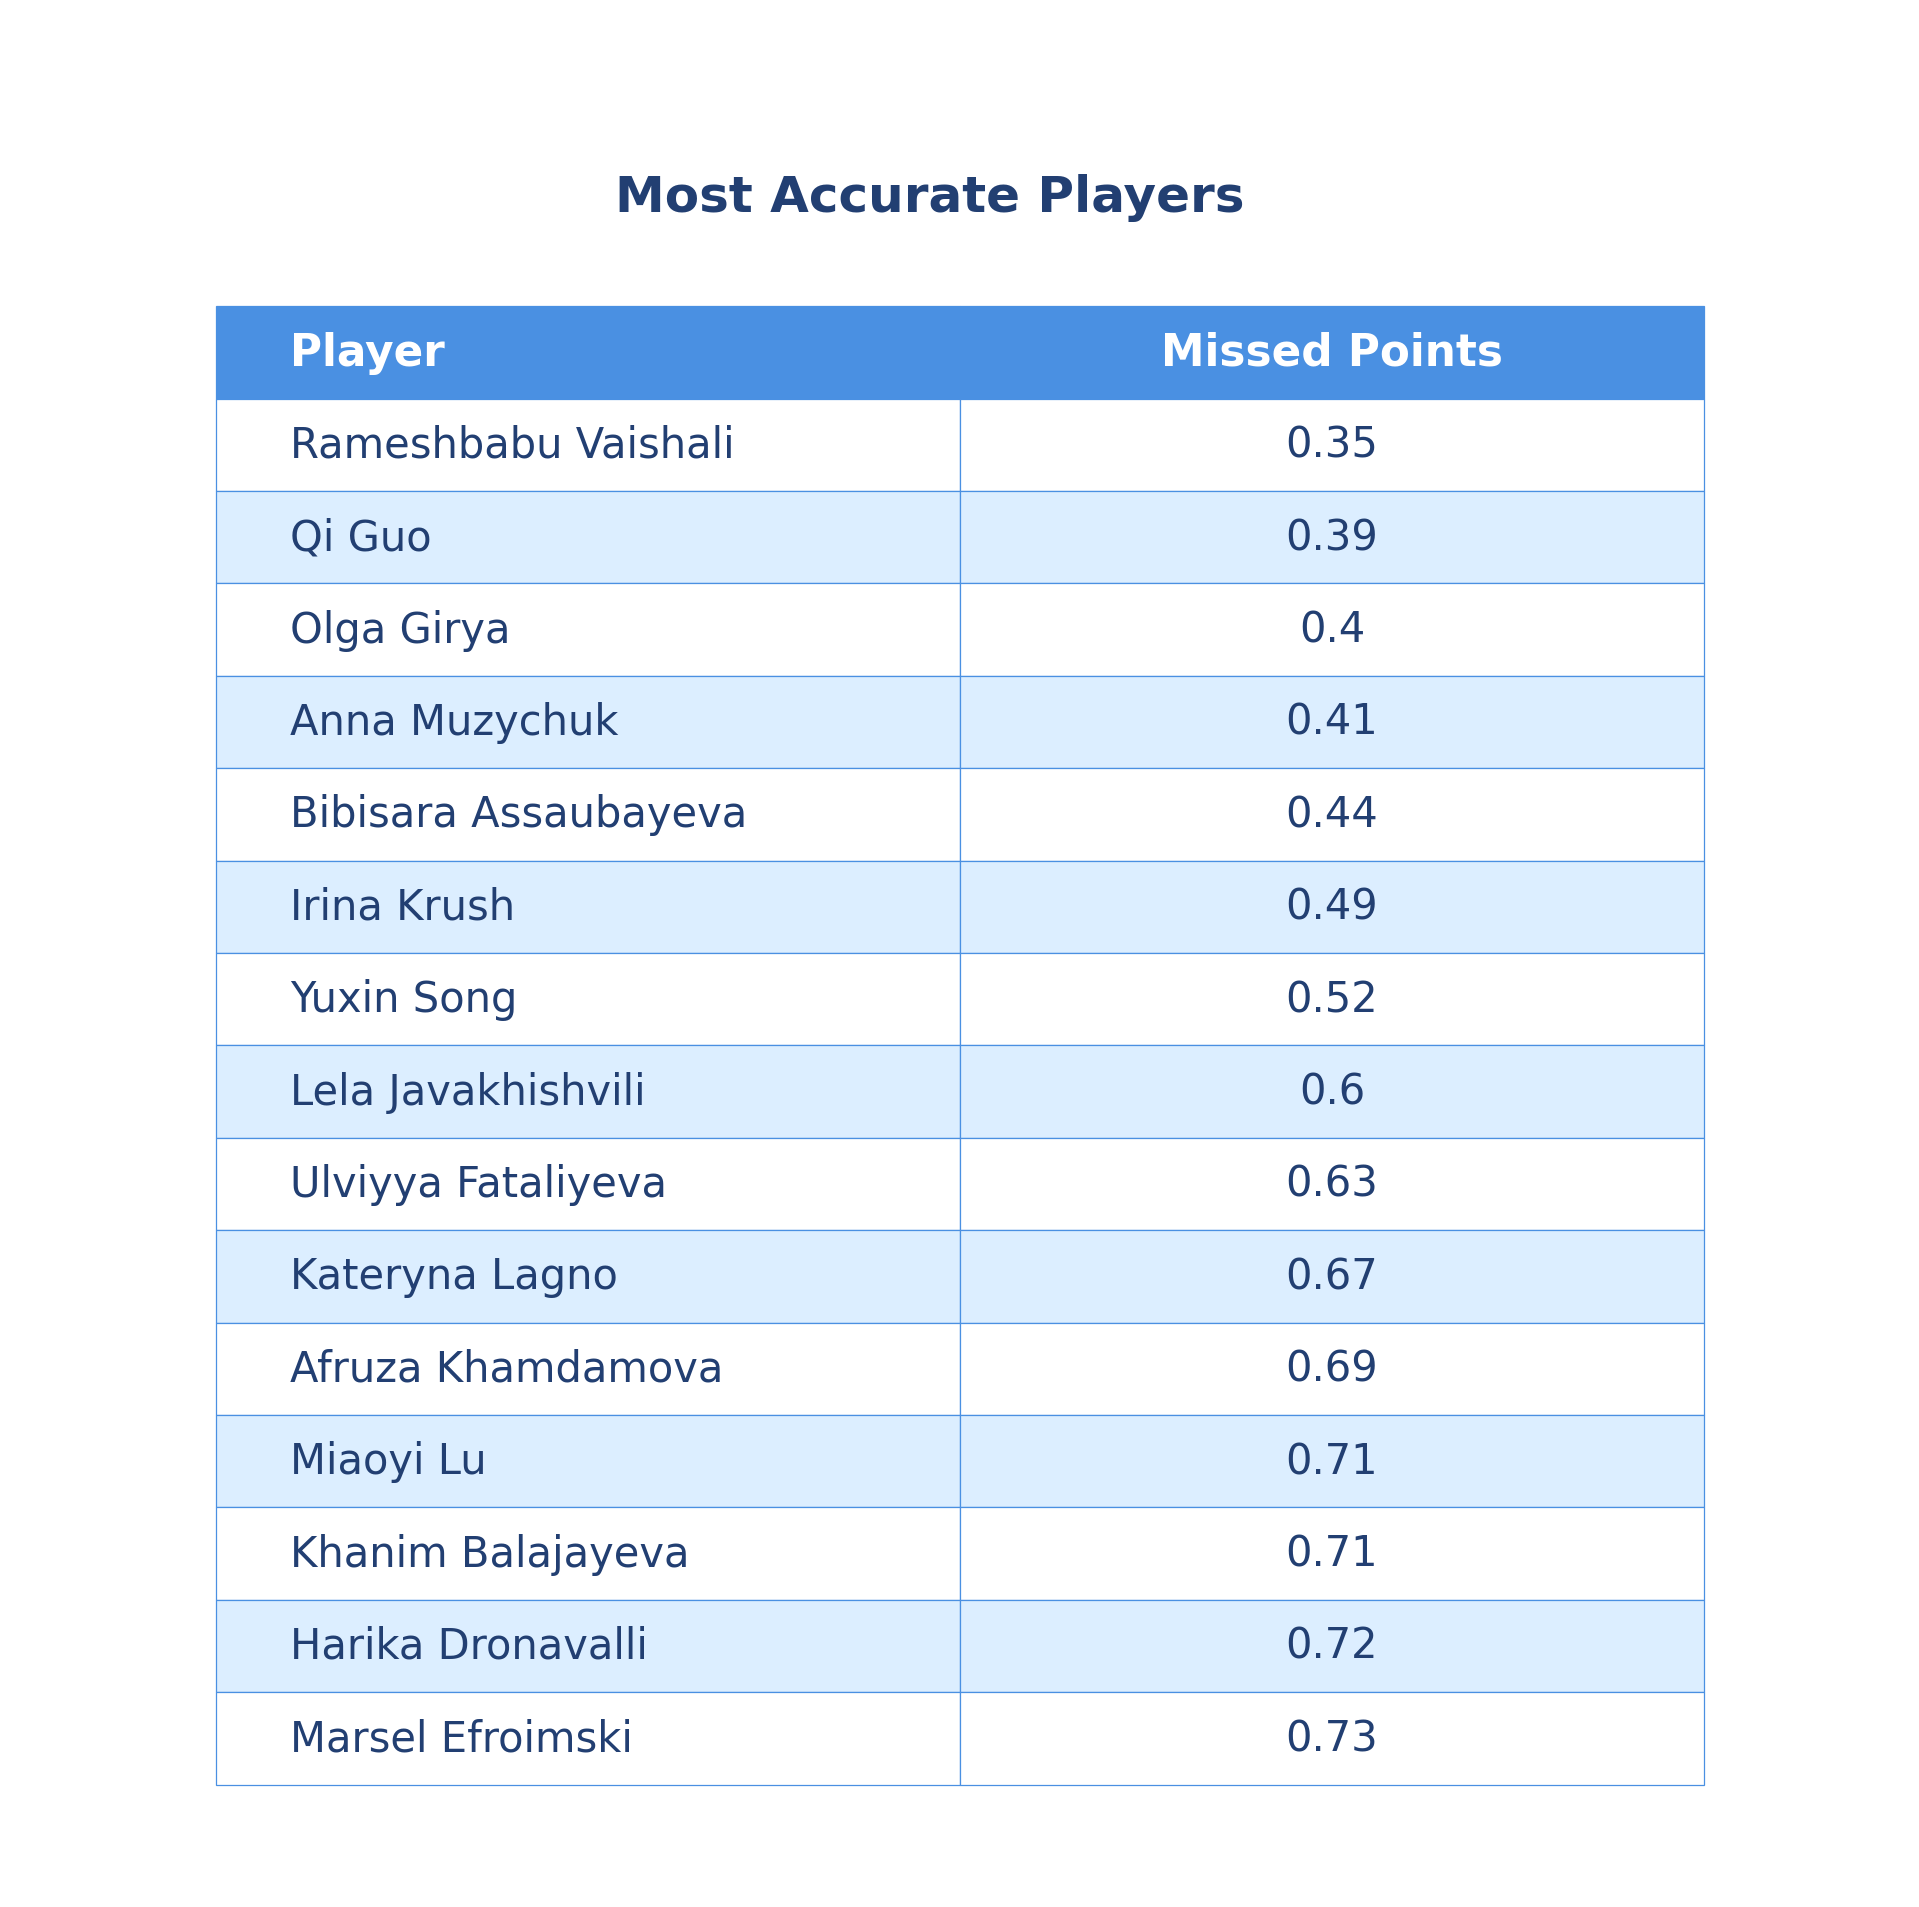 Most Accurate Players
Player Missed Points
Rameshbabu Vaishali 0.35
Qi Guo 0.39
Olga Girya 0.4
Anna Muzychuk 0.41
Bibisara Assaubayeva 0.44
Irina Krush 0.49
Yuxin Song 0.52
Lela Javakhishvili 0.6
Ulviyya Fataliyeva 0.63
Kateryna Lagno 0.67
Afruza Khamdamova 0.69
Miaoyi Lu 0.71
Khanim Balajayeva 0.71
Harika Dronavalli 0.72
Marsel Efroimski 0.73